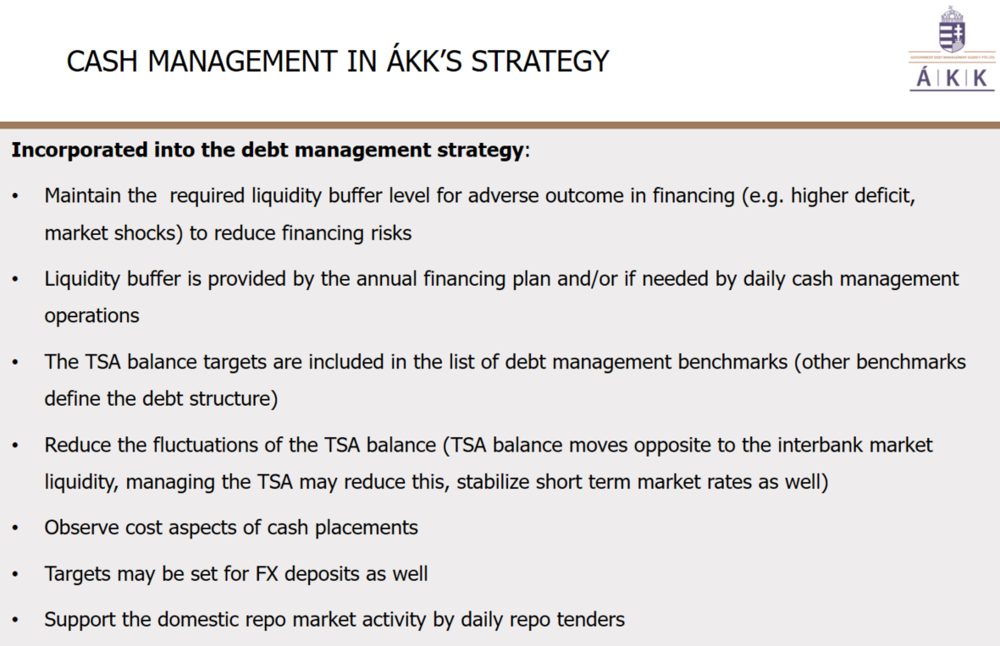 CASH MANAGEMENT IN ÁKK’S STRATEGY
GOVERNMENT DEBT MANAGEMENT AGENCY PTE LTD.
Á|K|K
Incorporated into the debt management strategy:
• Maintain the  required liquidity buffer level for adverse outcome in financing (e.g. higher deficit,
market shocks) to reduce financing risks
• Liquidity buffer is provided by the annual financing plan and/or if needed by daily cash management
operations
• The TSA balance targets are included in the list of debt management benchmarks (other benchmarks
define the debt structure)
• Reduce the fluctuations of the TSA balance (TSA balance moves opposite to the interbank market
liquidity, managing the TSA may reduce this, stabilize short term market rates as well)
• Observe cost aspects of cash placements
• Targets may be set for FX deposits as well
• Support the domestic repo market activity by daily repo tenders